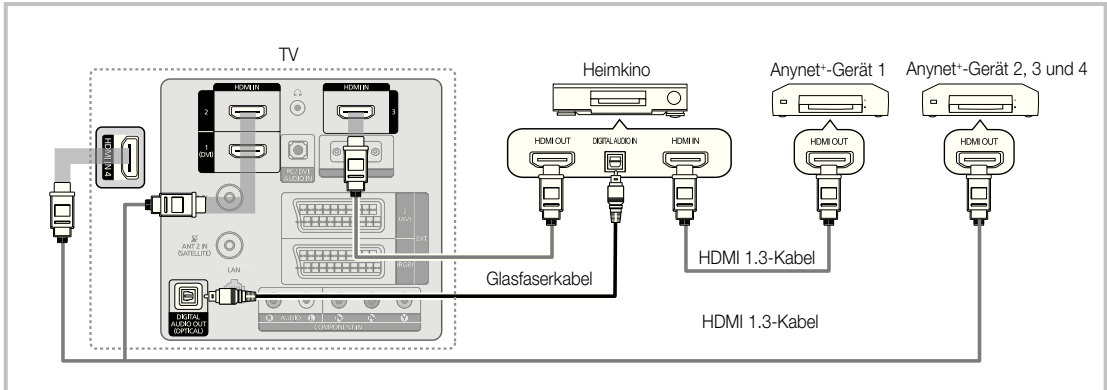 TV
Heimkino
Anynet+-Gerät 1
Anynet+-Gerät 2, 3 und 4
HDMI IN
2
1
(DVI)
HDMI IN
3
HDMI IN 4
PC / DVI
AUDIO IN
HDMI OUT
DIGITAL AUDIO IN
HDMI IN
HDMI OUT
HDMI OUT
ANT 2 IN
(SATELLITE)
LAN
(AV)
EXT
(RGB)
DIGITAL
AUDIO OUT
(OPTICAL)
R AUDIO L
COMPONENT IN
Glasfaserkabel
HDMI 1.3-Kabel
HDMI 1.3-Kabel